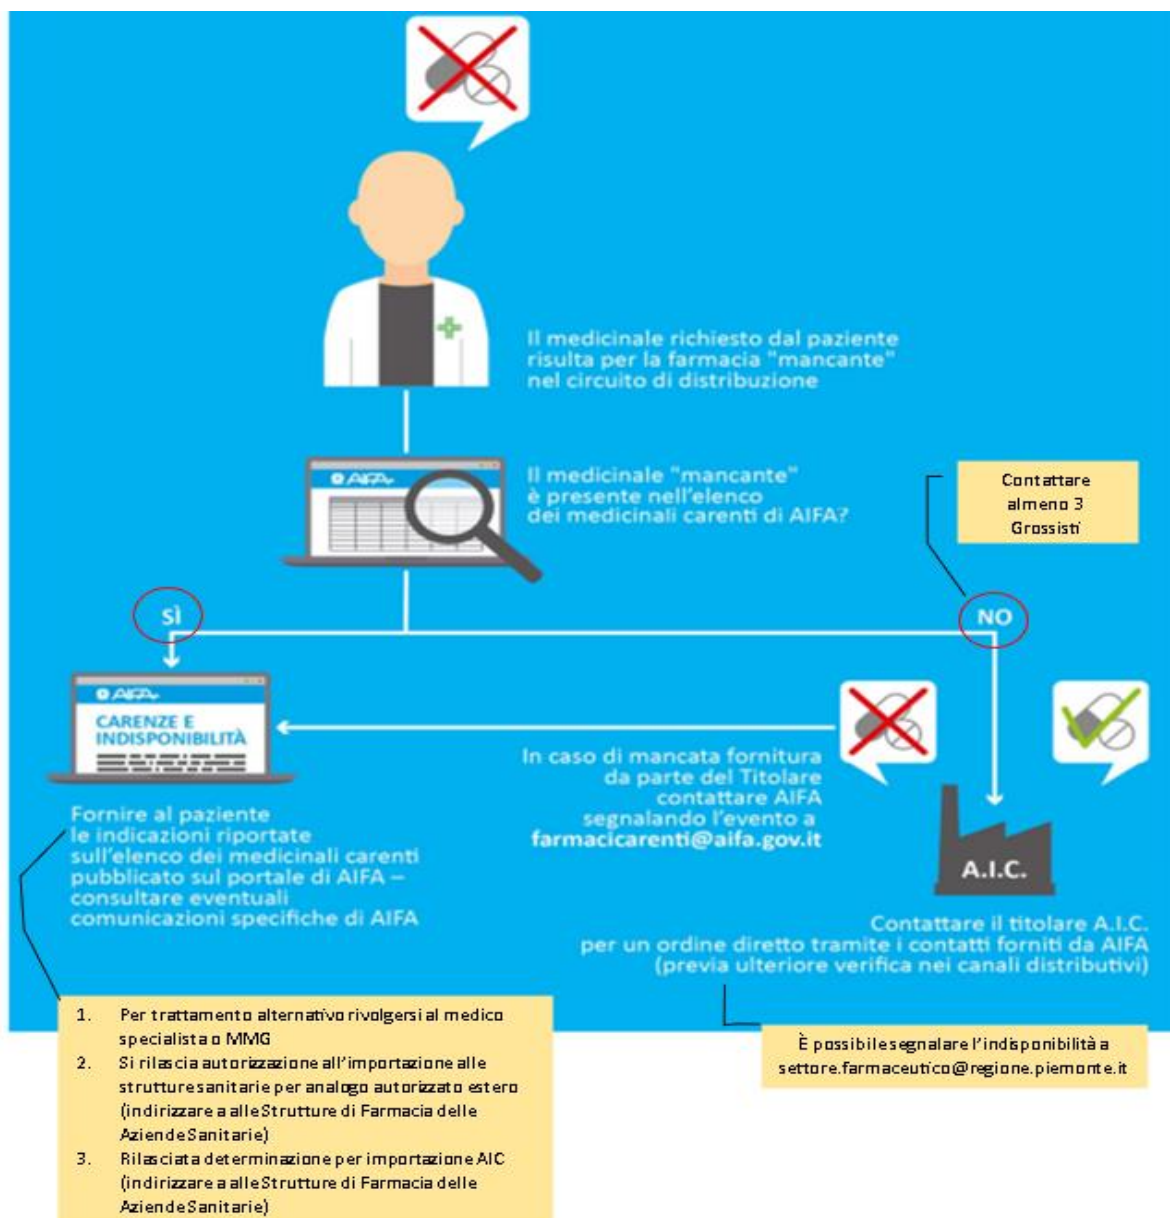 Il medicinale richiesto dal paziente
risulta per la farmacia "mancante"
nel circuito di distribuzione
AIFA
Il medicinale "mancante"
è presente nell'elenco
dei medicinali carenti di AIFA?
Contattare
almeno 3
Grossisti
SÌ
NO
AIFA
CARENZE E
INDISPONIBILITÀ
In caso di mancata fornitura
da parte del Titolare
contattare AIFA
segnalando l'evento a
farmacicarenti@aifa.gov.it
Fornire al paziente
le indicazioni riportate
sull'elenco dei medicinali carenti
pubblicato sul portale di AIFA –
consultare eventuali
comunicazioni specifiche di AIFA
A.I.C.
Contattare il titolare A.I.C.
per un ordine diretto tramite i contatti forniti da AIFA
(previa ulteriore verifica nei canali distributivi)
1. Per trattamento alternativo rivolgersi al medico
specialista o MMG
2. Si rilascia autorizzazione all'importazione alle
strutture sanitarie per analogo autorizzato estero
(indirizzare a alle Strutture di Farmacia delle
Aziende Sanitarie)
3. Rilasciata determinazione per importazione AIC
(indirizzare a alle Strutture di Farmacia delle
Aziende Sanitarie)
È possibile segnalare l'indisponibilità a
settore.farmaceutico@regione.piemonte.it